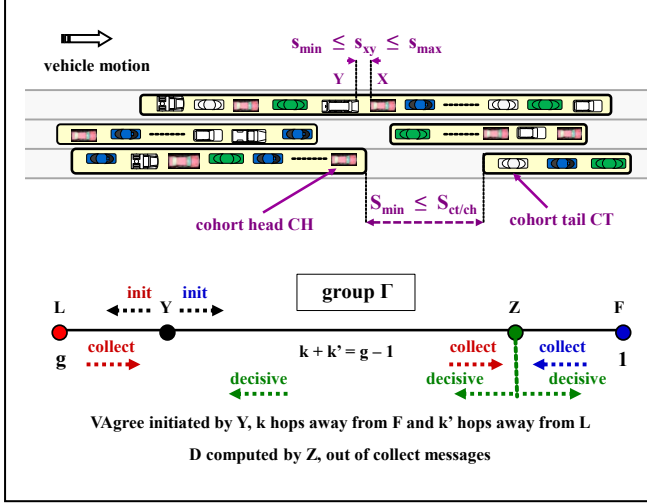 s_min ≤ s_xy ≤ s_max
vehicle motion
Y X
cohort head CH
S_min ≤ S_ct/ch
cohort tail CT
group Γ
init init
L Y Z F
g collect k + k’ = g – 1 collect collect 1
decisive decisive decisive
VAgree initiated by Y, k hops away from F and k’ hops away from L
D computed by Z, out of collect messages